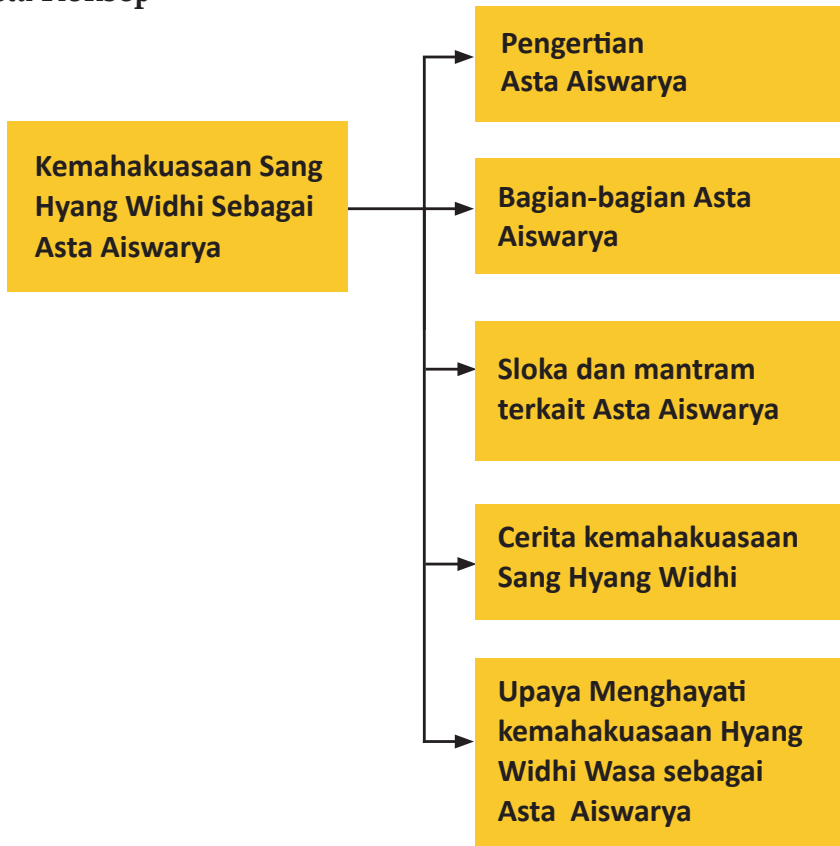 Kemahakuasaan Sang
Hyang Widhi Sebagai
Asta Aiswarya
Pengertian
Asta Aiswarya
Bagian-bagian Asta
Aiswarya
Sloka dan mantram
terkait Asta Aiswarya
Cerita kemahakuasaan
Sang Hyang Widhi
Upaya Menghayati
kemahakuasaan Hyang
Widhi Wasa sebagai
Asta Aiswarya